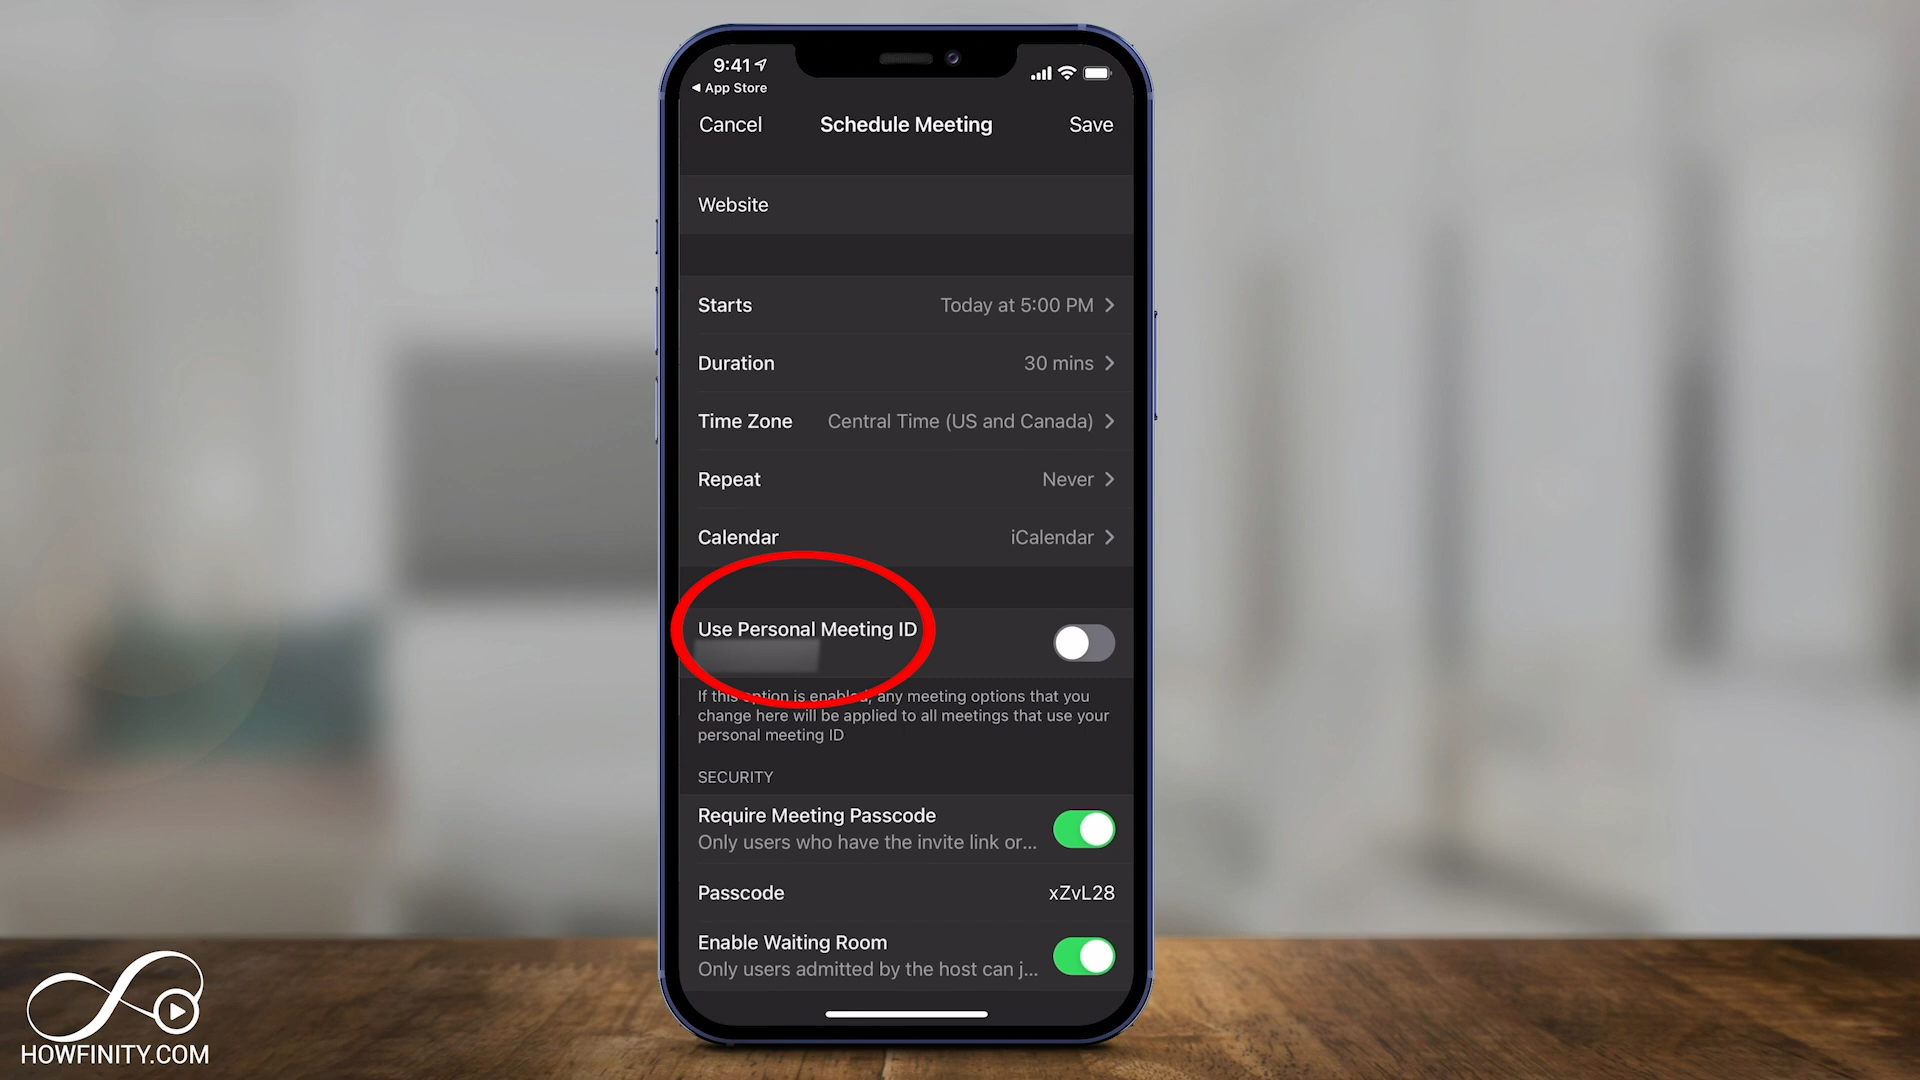 9:41
App Store
Cancel
Schedule Meeting
Save
Website
Starts
Today at 5:00 PM
Duration
30 mins
Time Zone
Central Time (US and Canada)
Repeat
Never
Calendar
iCalendar
Use Personal Meeting ID
If this option is enabled, any meeting options that you
change here will be applied to all meetings that use your
personal meeting ID
SECURITY
Require Meeting Passcode
Only users who have the invite link or...
Passcode
xZvL28
Enable Waiting Room
Only users admitted by the host can j...
HOWFINITY.COM